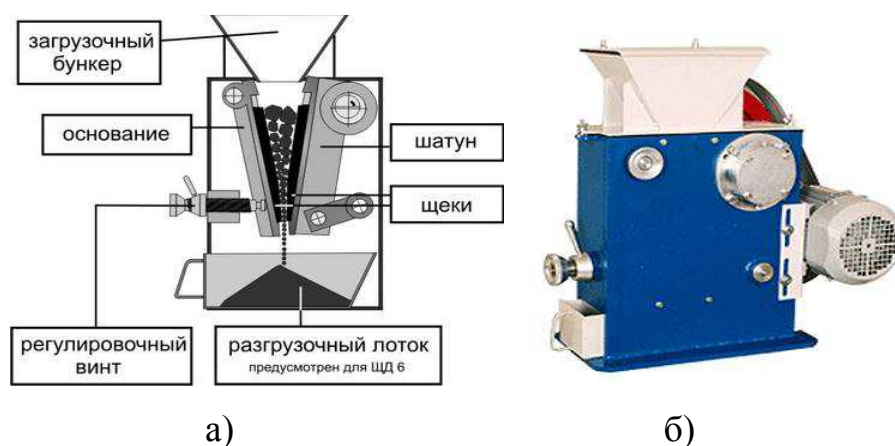 загрузочный
бункер
основание
шатун
щеки
регулировочный
винт
разгрузочный лоток
предусмотрен для ЩД 6
а)
б)